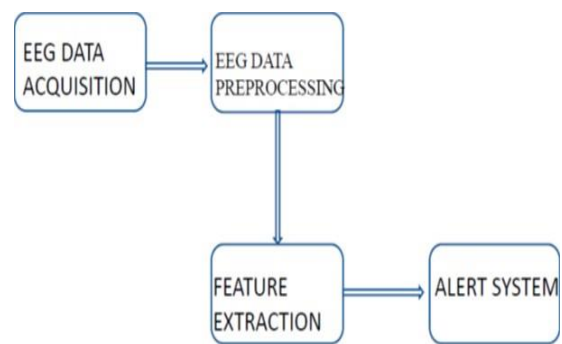 EEG DATA
ACQUISITION
EEG DATA
PREPROCESSING
FEATURE
EXTRACTION
ALERT SYSTEM